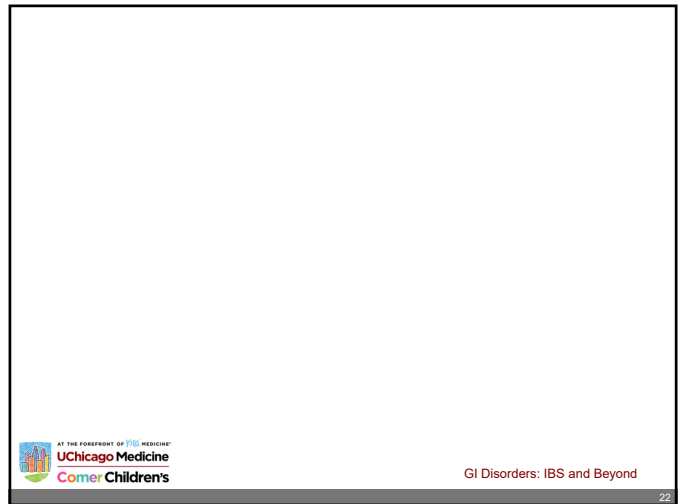 AT THE FOREFRONT OF KIDS MEDICINE®
UChicago Medicine
Comer Children's
GI Disorders: IBS and Beyond
22